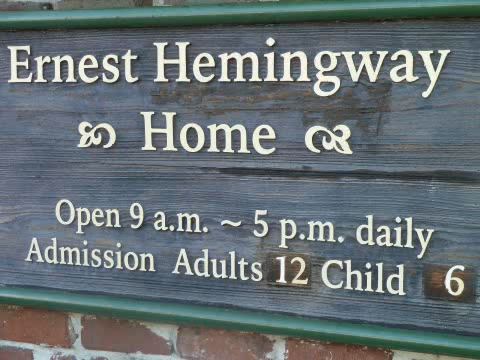 Ernest Hemingway
Home
Open 9 a.m. ~ 5 p.m. daily
Admission Adults 12 Child 6